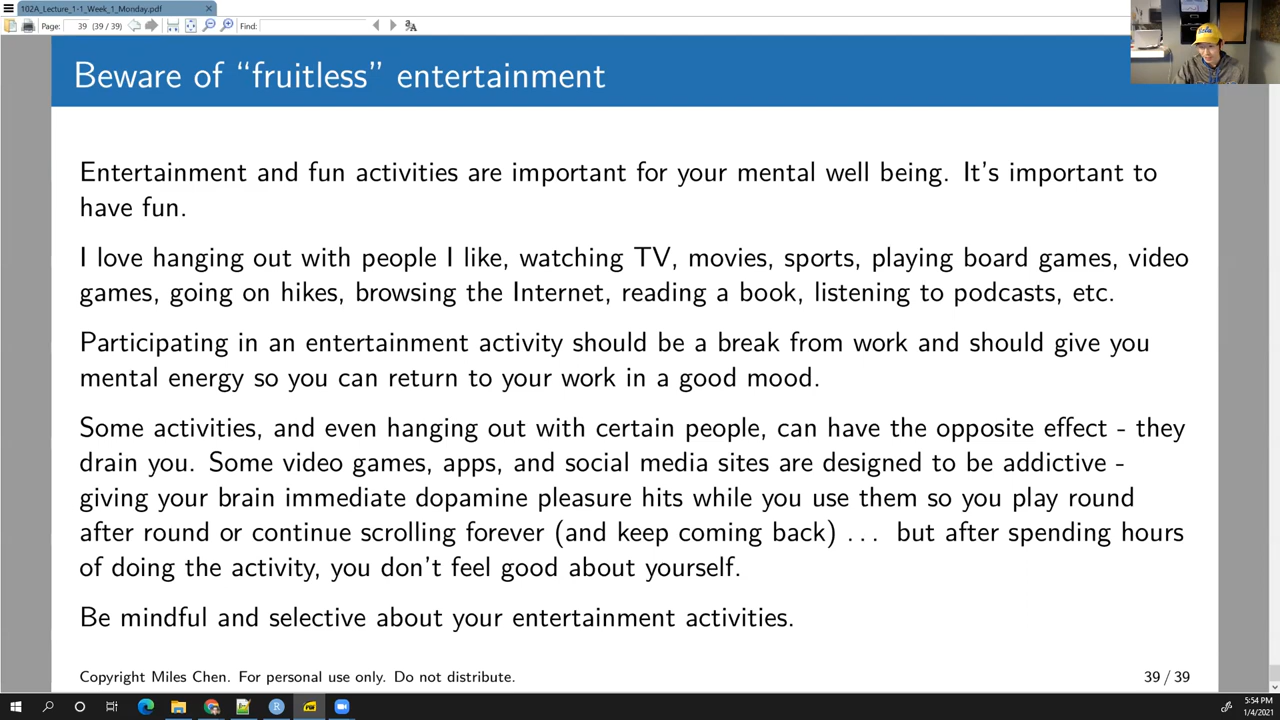 102A_Lecture_1-1_Week_1_Monday.pdf
Page: 39 (39 / 39) Find:
Beware of “fruitless” entertainment
Entertainment and fun activities are important for your mental well being. It’s important to
have fun.
I love hanging out with people I like, watching TV, movies, sports, playing board games, video
games, going on hikes, browsing the Internet, reading a book, listening to podcasts, etc.
Participating in an entertainment activity should be a break from work and should give you
mental energy so you can return to your work in a good mood.
Some activities, and even hanging out with certain people, can have the opposite effect - they
drain you. Some video games, apps, and social media sites are designed to be addictive -
giving your brain immediate dopamine pleasure hits while you use them so you play round
after round or continue scrolling forever (and keep coming back) . . . but after spending hours
of doing the activity, you don’t feel good about yourself.
Be mindful and selective about your entertainment activities.
Copyright Miles Chen. For personal use only. Do not distribute. 39 / 39
5:54 PM
1/4/2021